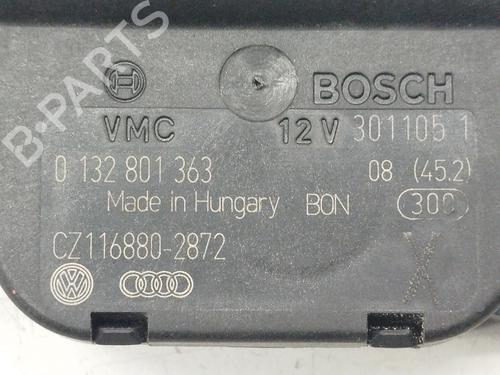 BOSCH
VMC 12 V 301105 1
0 132 801 363 08 (45.2)
Made in Hungary BON 300
CZ116880-2872
X
B-PARTS